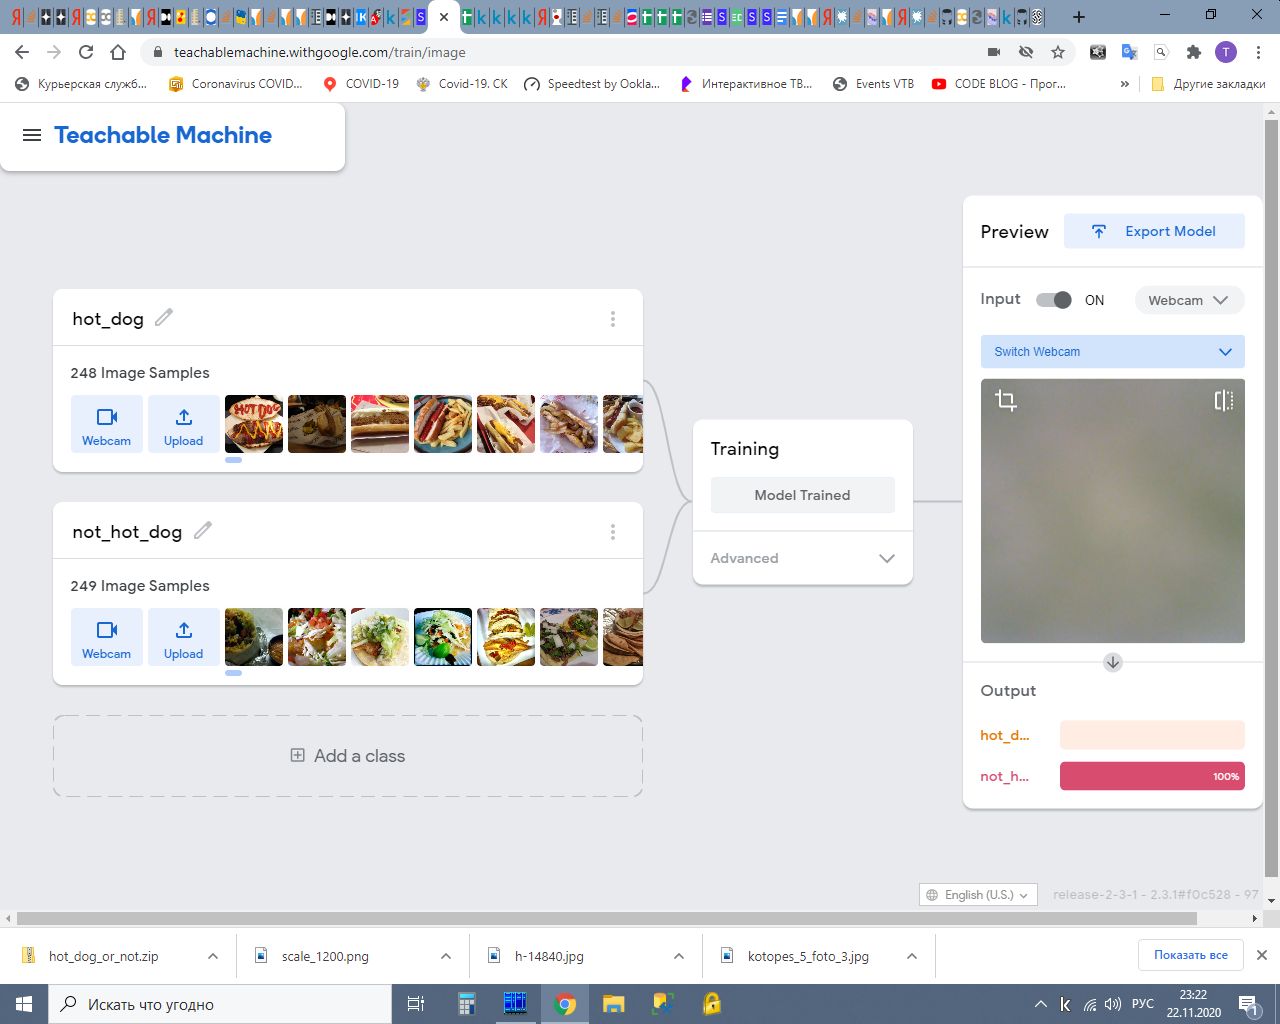 teachablemachine.withgoogle.com/train/image
Курьерская служб...
Coronavirus COVID...
COVID-19
Covid-19. СК
Speedtest by Ookla...
Интерактивное ТВ...
Events VTB
CODE BLOG - Прог...
»
Другие закладки
Teachable Machine
Preview
Export Model
Input
ON
Webcam
Switch Webcam
hot_dog
248 Image Samples
Webcam
Upload
HOT DOG
Training
Model Trained
Advanced
not_hot_dog
249 Image Samples
Webcam
Upload
Add a class
Output
hot_d...
not_h...
100%
English (U.S.)
release-2-3-1 - 2.3.1#f0c528 - 97
hot_dog_or_not.zip
scale_1200.png
h-14840.jpg
kotopes_5_foto_3.jpg
Показать все
Искать что угодно
РУС
23:22
22.11.2020
1